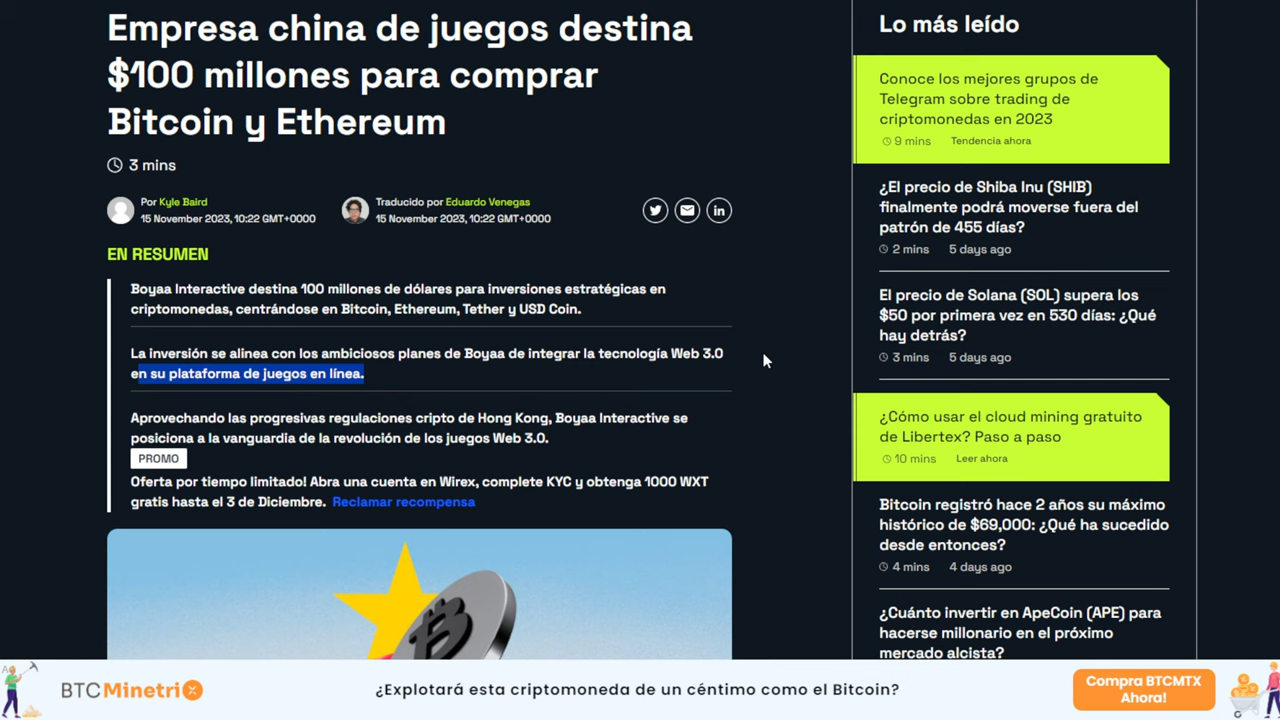 Empresa china de juegos destina
$100 millones para comprar
Bitcoin y Ethereum
3 mins
Por Kyle Baird
15 November 2023, 10:22 GMT+0000
Traducido por Eduardo Venegas
15 November 2023, 10:22 GMT+0000
EN RESUMEN
Boyaa Interactive destina 100 millones de dólares para inversiones estratégicas en
criptomonedas, centrándose en Bitcoin, Ethereum, Tether y USD Coin.
La inversión se alinea con los ambiciosos planes de Boyaa de integrar la tecnología Web 3.0
en su plataforma de juegos en línea.
Aprovechando las progresivas regulaciones cripto de Hong Kong, Boyaa Interactive se
posiciona a la vanguardia de la revolución de los juegos Web 3.0.
PROMO
Oferta por tiempo limitado! Abra una cuenta en Wirex, complete KYC y obtenga 1000 WXT
gratis hasta el 3 de Diciembre. Reclamar recompensa
Lo más leído
Conoce los mejores grupos de
Telegram sobre trading de
criptomonedas en 2023
9 mins Tendencia ahora
¿El precio de Shiba Inu (SHIB)
finalmente podrá moverse fuera del
patrón de 455 días?
2 mins 5 days ago
El precio de Solana (SOL) supera los
$50 por primera vez en 530 días: ¿Qué
hay detrás?
3 mins 5 days ago
¿Cómo usar el cloud mining gratuito
de Libertex? Paso a paso
10 mins Leer ahora
Bitcoin registró hace 2 años su máximo
histórico de $69,000: ¿Qué ha sucedido
desde entonces?
4 mins 4 days ago
¿Cuánto invertir en ApeCoin (APE) para
hacerse millonario en el próximo
mercado alcista?
BTCMinetrix
¿Explotará esta criptomoneda de un céntimo como el Bitcoin?
Compra BTCMTX
Ahora!